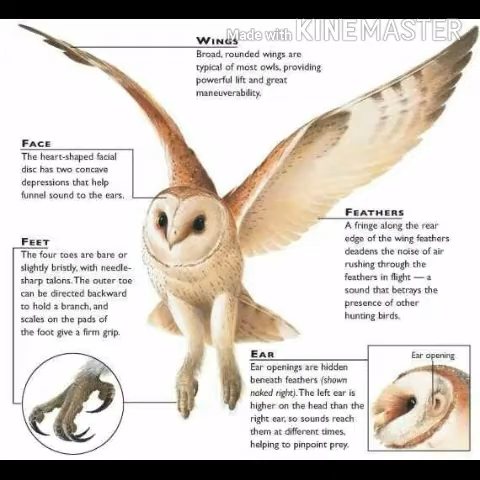 Made with KINEMASTER
WINGS
Broad, rounded wings are
typical of most owls, providing
powerful lift and great
maneuverability.
FACE
The heart-shaped facial
disc has two concave
depressions that help
funnel sound to the ears.
FEATHERS
A fringe along the rear
edge of the wing feathers
deadens the noise of air
rushing through the
feathers in flight — a
sound that betrays the
presence of other
hunting birds.
FEET
The four toes are bare or
slightly bristly, with needle-
sharp talons. The outer toe
can be directed backward
to hold a branch, and
scales on the pads of
the foot give a firm grip.
EAR
Ear openings are hidden
beneath feathers (shown
naked right). The left ear is
higher on the head than the
right ear, so sounds reach
them at different times,
helping to pinpoint prey.
Ear opening